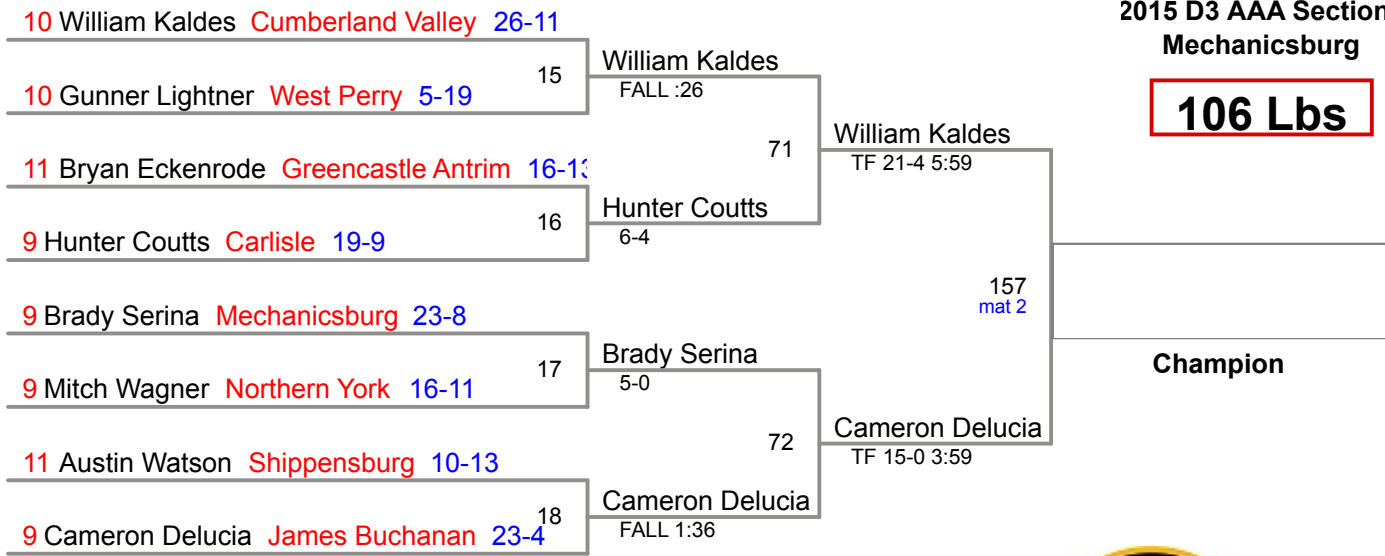 2015 D3 AAA Section
Mechanicsburg
106 Lbs
10 William Kaldes Cumberland Valley 26-11
10 Gunner Lightner West Perry 5-19
11 Bryan Eckenrode Greencastle Antrim 16-13
9 Hunter Coutts Carlisle 19-9
9 Brady Serina Mechanicsburg 23-8
9 Mitch Wagner Northern York 16-11
11 Austin Watson Shippensburg 10-13
9 Cameron Delucia James Buchanan 23-4
15
16
17
18
William Kaldes
FALL :26
Hunter Coutts
6-4
Brady Serina
5-0
Cameron Delucia
FALL 1:36
71
72
William Kaldes
TF 21-4 5:59
Cameron Delucia
TF 15-0 3:59
157
mat 2
Champion